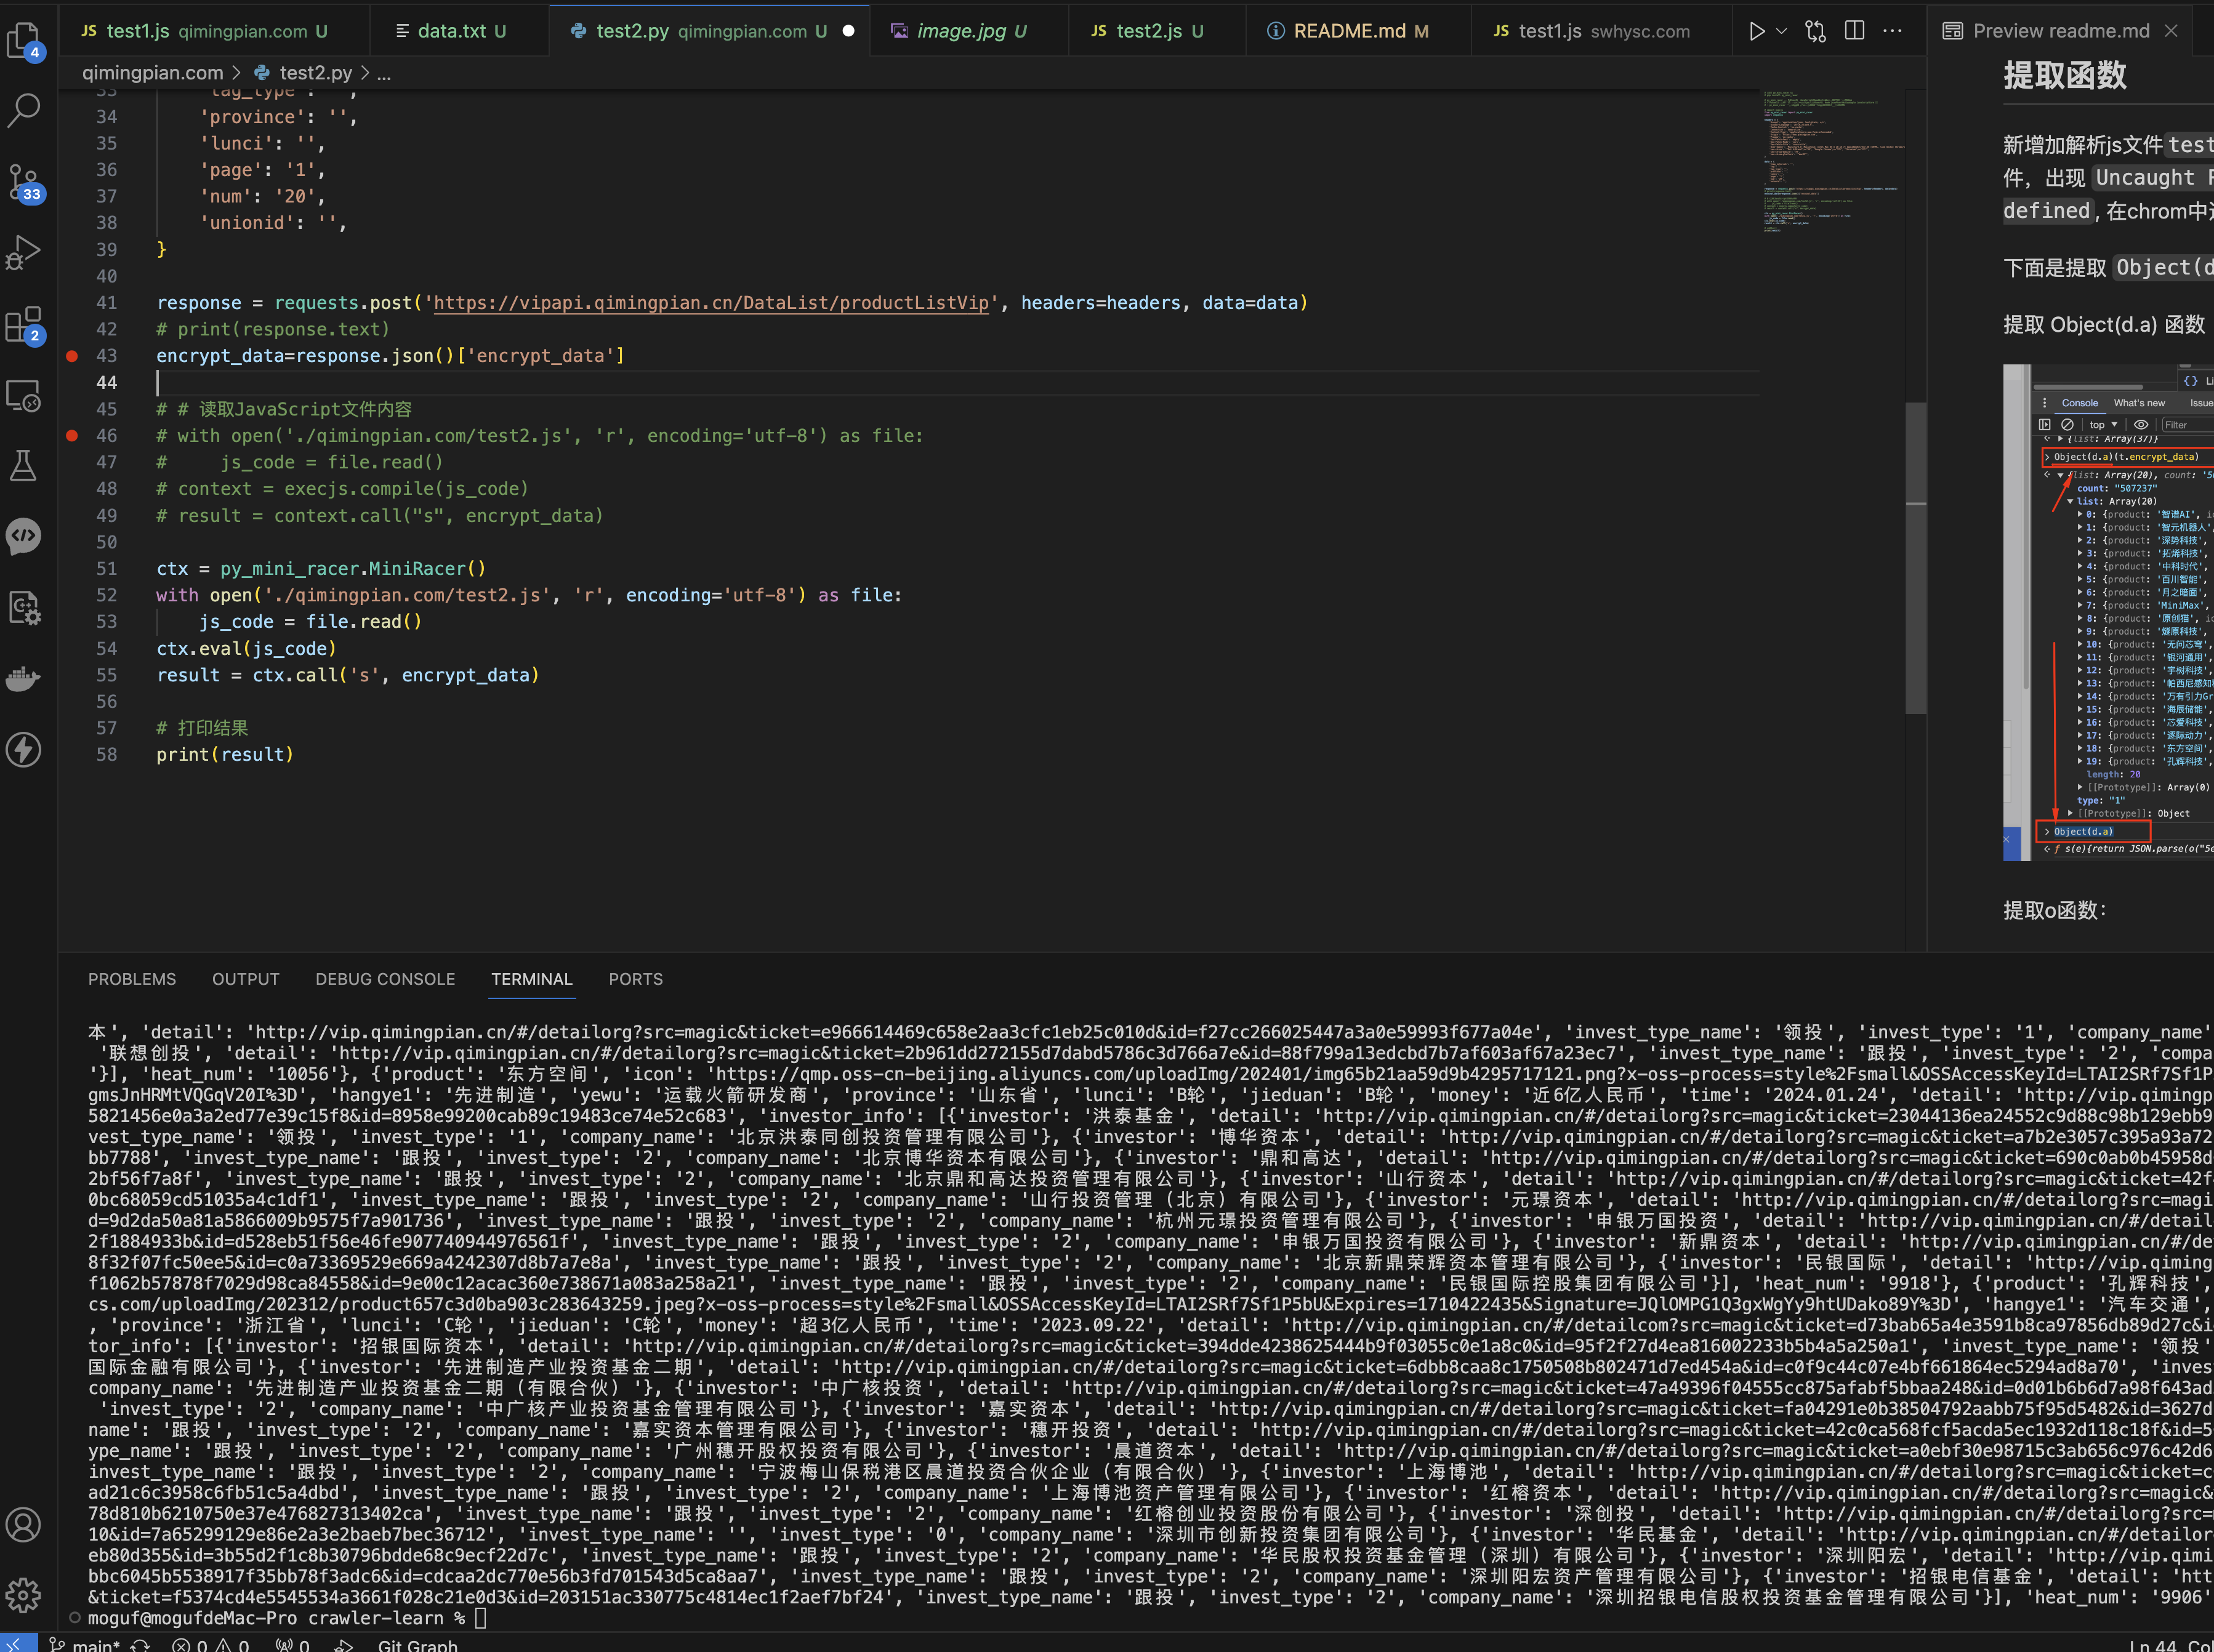 JS test1.js qimingpian.com U
data.txt U
test2.py qimingpian.com U
image.jpg U
JS test2.js U
README.md M
JS test1.js swhysc.com
Preview readme.md
4
33
2
qimingpian.com > test2.py > ...
33 'tag_type': '',
34 'province': '',
35 'lunci': '',
36 'page': '1',
37 'num': '20',
38 'unionid': '',
39 }
40
41 response = requests.post('https://vipapi.qimingpian.cn/DataList/productListVip', headers=headers, data=data)
42 # print(response.text)
43 encrypt_data=response.json()['encrypt_data']
44
45 # # 读取JavaScript文件内容
46 # with open('./qimingpian.com/test2.js', 'r', encoding='utf-8') as file:
47 #     js_code = file.read()
48 # context = execjs.compile(js_code)
49 # result = context.call("s", encrypt_data)
50
51 ctx = py_mini_racer.MiniRacer()
52 with open('./qimingpian.com/test2.js', 'r', encoding='utf-8') as file:
53     js_code = file.read()
54 ctx.eval(js_code)
55 result = ctx.call('s', encrypt_data)
56
57 # 打印结果
58 print(result)
提取函数
新增加解析js文件 test
件，出现 Uncaught
defined , 在chrom中
下面是提取 Object(d
提取 Object(d.a) 函数
Console What's new Issue
top Filter
{list: Array(37)}
Object(d.a)(t.encrypt_data)
{list: Array(20), count: '50
count: "507237"
list: Array(20)
0: {product: '智谱AI', i
1: {product: '智元机器人',
2: {product: '深势科技',
3: {product: '拓烯科技',
4: {product: '中科时代',
5: {product: '百川智能',
6: {product: '月之暗面',
7: {product: 'MiniMax',
8: {product: '原创猫', i
9: {product: '燧原科技',
10: {product: '无问芯穹',
11: {product: '银河通用',
12: {product: '宇树科技',
13: {product: '帕西尼感知
14: {product: '万有引力Gr
15: {product: '海辰储能',
16: {product: '芯爱科技',
17: {product: '逐际动力',
18: {product: '东方空间',
19: {product: '孔辉科技',
length: 20
[[Prototype]]: Array(0)
type: "1"
[[Prototype]]: Object
Object(d.a)
f s(e){return JSON.parse(o("5e
提取o函数：
PROBLEMS OUTPUT DEBUG CONSOLE TERMINAL PORTS
本', 'detail': 'http://vip.qimingpian.cn/#/detailorg?src=magic&ticket=e966614469c658e2aa3cfc1eb25c010d&id=f27cc266025447a3a0e59993f677a04e', 'invest_type_name': '领投', 'invest_type': '1', 'company_name'
'联想创投', 'detail': 'http://vip.qimingpian.cn/#/detailorg?src=magic&ticket=2b961dd272155d7dabd5786c3d766a7e&id=88f799a13edcbd7b7af603af67a23ec7', 'invest_type_name': '跟投', 'invest_type': '2', 'compa
'}], 'heat_num': '10056'}, {'product': '东方空间', 'icon': 'https://qmp.oss-cn-beijing.aliyuncs.com/uploadImg/202401/img65b21aa59d9b4295717121.png?x-oss-process=style%2Fsmall&OSSAccessKeyId=LTAI2SRf7Sf1P
gmsJnHRMtVQGqV20I%3D', 'hangye1': '先进制造', 'yewu': '运载火箭研发商', 'province': '山东省', 'lunci': 'B轮', 'jieduan': 'B轮', 'money': '近6亿人民币', 'time': '2024.01.24', 'detail': 'http://vip.qimingp
5821456e0a3a2ed77e39c15f8&id=8958e99200cab89c19483ce74e52c683', 'investor_info': [{'investor': '洪泰基金', 'detail': 'http://vip.qimingpian.cn/#/detailorg?src=magic&ticket=23044136ea24552c9d88c98b129ebb9
vest_type_name': '领投', 'invest_type': '1', 'company_name': '北京洪泰同创投资管理有限公司'}, {'investor': '博华资本', 'detail': 'http://vip.qimingpian.cn/#/detailorg?src=magic&ticket=a7b2e3057c395a93a72
bb7788', 'invest_type_name': '跟投', 'invest_type': '2', 'company_name': '北京博华资本有限公司'}, {'investor': '鼎和高达', 'detail': 'http://vip.qimingpian.cn/#/detailorg?src=magic&ticket=690c0ab0b45958d
2bf56f7a8f', 'invest_type_name': '跟投', 'invest_type': '2', 'company_name': '北京鼎和高达投资管理有限公司'}, {'investor': '山行资本', 'detail': 'http://vip.qimingpian.cn/#/detailorg?src=magic&ticket=42f
0bc68059cd51035a4c1df1', 'invest_type_name': '跟投', 'invest_type': '2', 'company_name': '山行投资管理（北京）有限公司'}, {'investor': '元璟资本', 'detail': 'http://vip.qimingpian.cn/#/detailorg?src=magi
d=9d2da50a81a5866009b9575f7a901736', 'invest_type_name': '跟投', 'invest_type': '2', 'company_name': '杭州元璟投资管理有限公司'}, {'investor': '申银万国投资', 'detail': 'http://vip.qimingpian.cn/#/detail
2f1884933b&id=d528eb51f56e46fe907740944976561f', 'invest_type_name': '跟投', 'invest_type': '2', 'company_name': '申银万国投资有限公司'}, {'investor': '新鼎资本', 'detail': 'http://vip.qimingpian.cn/#/de
8f32f07fc50ee5&id=c0a73369529e669a4242307d8b7a7e8a', 'invest_type_name': '跟投', 'invest_type': '2', 'company_name': '北京新鼎荣辉资本管理有限公司'}, {'investor': '民银国际', 'detail': 'http://vip.qiming
f1062b57878f7029d98ca84558&id=9e00c12acac360e738671a083a258a21', 'invest_type_name': '跟投', 'invest_type': '2', 'company_name': '民银国际控股集团有限公司'}], 'heat_num': '9918'}, {'product': '孔辉科技',
cs.com/uploadImg/202312/product657c3d0ba903c283643259.jpeg?x-oss-process=style%2Fsmall&OSSAccessKeyId=LTAI2SRf7Sf1P5bU&Expires=1710422435&Signature=JQlOMPG1Q3gxWgYy9htUDako89Y%3D', 'hangye1': '汽车交通',
, 'province': '浙江省', 'lunci': 'C轮', 'jieduan': 'C轮', 'money': '超3亿人民币', 'time': '2023.09.22', 'detail': 'http://vip.qimingpian.cn/#/detailcom?src=magic&ticket=d73bab65a4e3591b8ca97856db89d27c&i
tor_info': [{'investor': '招银国际资本', 'detail': 'http://vip.qimingpian.cn/#/detailorg?src=magic&ticket=394dde4238625444b9f03055c0e1a8c0&id=95f2f27d4ea816002233b5b4a5a250a1', 'invest_type_name': '领投'
国际金融有限公司'}, {'investor': '先进制造产业投资基金二期', 'detail': 'http://vip.qimingpian.cn/#/detailorg?src=magic&ticket=6dbb8caa8c1750508b802471d7ed454a&id=c0f9c44c07e4bf661864ec5294ad8a70', 'inves
company_name': '先进制造产业投资基金二期（有限合伙）'}, {'investor': '中广核投资', 'detail': 'http://vip.qimingpian.cn/#/detailorg?src=magic&ticket=47a49396f04555cc875afabf5bbaa248&id=0d01b6b6d7a98f643ad
'invest_type': '2', 'company_name': '中广核产业投资基金管理有限公司'}, {'investor': '嘉实资本', 'detail': 'http://vip.qimingpian.cn/#/detailorg?src=magic&ticket=fa04291e0b38504792aabb75f95d5482&id=3627d
name': '跟投', 'invest_type': '2', 'company_name': '嘉实资本管理有限公司'}, {'investor': '穗开投资', 'detail': 'http://vip.qimingpian.cn/#/detailorg?src=magic&ticket=42c0ca568fcf5acda5ec1932d118c18f&id=5
ype_name': '跟投', 'invest_type': '2', 'company_name': '广州穗开股权投资有限公司'}, {'investor': '晨道资本', 'detail': 'http://vip.qimingpian.cn/#/detailorg?src=magic&ticket=a0ebf30e98715c3ab656c976c42d6
invest_type_name': '跟投', 'invest_type': '2', 'company_name': '宁波梅山保税港区晨道投资合伙企业（有限合伙）'}, {'investor': '上海博池', 'detail': 'http://vip.qimingpian.cn/#/detailorg?src=magic&ticket=c
ad21c6c3958c6fb51c5a4dbd', 'invest_type_name': '跟投', 'invest_type': '2', 'company_name': '上海博池资产管理有限公司'}, {'investor': '红榕资本', 'detail': 'http://vip.qimingpian.cn/#/detailorg?src=magic&
78d810b6210750e37e476827313402ca', 'invest_type_name': '跟投', 'invest_type': '2', 'company_name': '红榕创业投资股份有限公司'}, {'investor': '深创投', 'detail': 'http://vip.qimingpian.cn/#/detailorg?src=m
10&id=7a65299129e86e2a3e2baeb7bec36712', 'invest_type_name': '', 'invest_type': '0', 'company_name': '深圳市创新投资集团有限公司'}, {'investor': '华民基金', 'detail': 'http://vip.qimingpian.cn/#/detailor
eb80d355&id=3b55d2f1c8b30796bdde68c9ecf22d7c', 'invest_type_name': '跟投', 'invest_type': '2', 'company_name': '华民股权投资基金管理（深圳）有限公司'}, {'investor': '深圳阳宏', 'detail': 'http://vip.qimi
bbc6045b5538917f35bb78f3adc6&id=cdcaa2dc770e56b3fd701543d5ca8aa7', 'invest_type_name': '跟投', 'invest_type': '2', 'company_name': '深圳阳宏资产管理有限公司'}, {'investor': '招银电信基金', 'detail': 'htt
&ticket=f5374cd4e5545534a3661f028c21e0d3&id=203151ac330775c4814ec1f2aef7bf24', 'invest_type_name': '跟投', 'invest_type': '2', 'company_name': '深圳招银电信股权投资基金管理有限公司'}], 'heat_num': '9906'
mogufa@mogufdeMac-Pro crawler-learn %
main* 0 0 0 Git Graph
Ln 44, Col